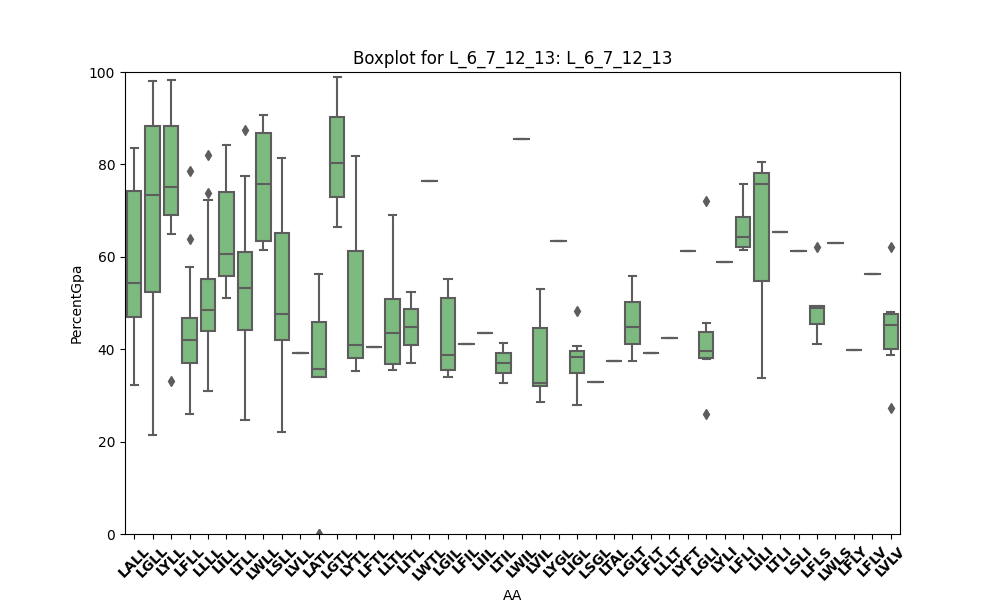 Boxplot for L_6_7_12_13: L_6_7_12_13
PercentGpa
100
80
60
40
20
0
LALL
LGLL
LYLL
LFLL
LLLL
LILL
LTLL
LWLL
LSLL
LVLL
LATL
LGTL
LYTL
LFTL
LLTL
LITL
LWTL
LGIL
LFIL
LIIL
LTIL
LWIL
LVIL
LYGL
LIGL
LSGL
LTAL
LGLT
LFLT
LLLT
LYFT
LGLI
LYLI
LFLI
LILI
LTLI
LSLI
LFLS
LWLS
LFLY
LFLV
LVLV
AA